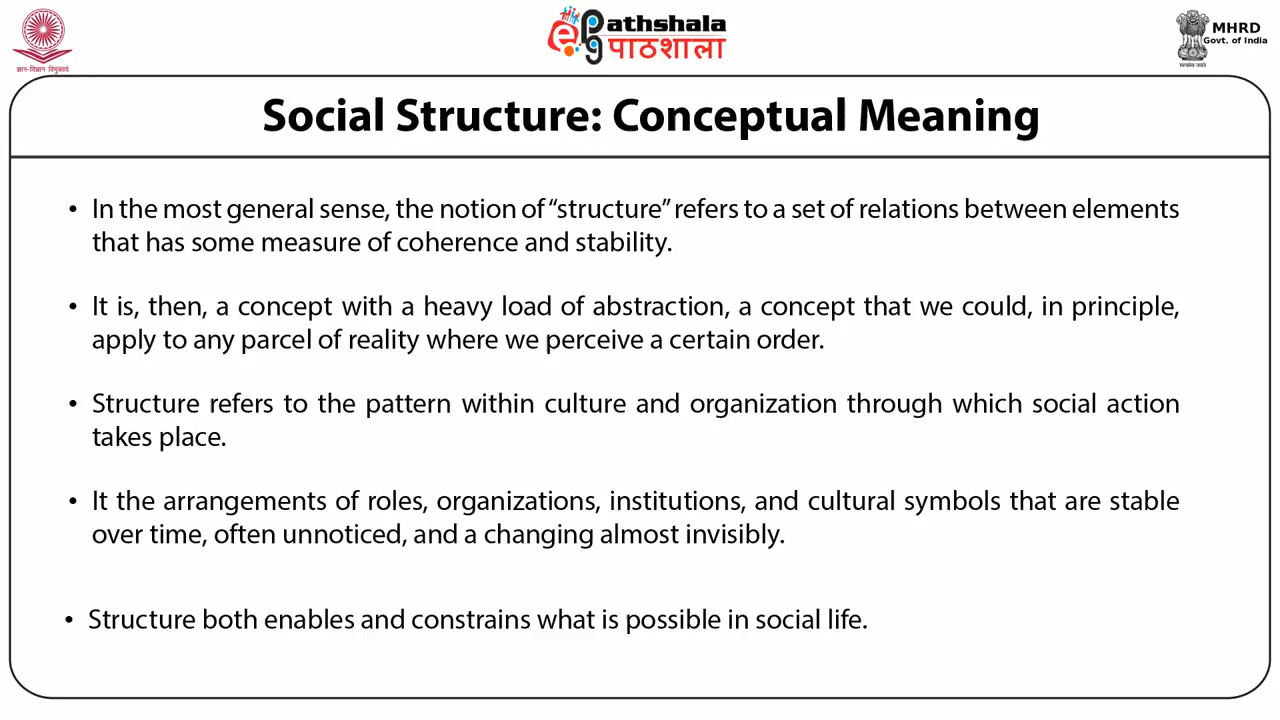 ज्ञान-विज्ञान विमुक्तये
epathshala
पाठशाला
pg
MHRD
Govt. of India
सत्यमेव जयते
Social Structure: Conceptual Meaning
• In the most general sense, the notion of “structure” refers to a set of relations between elements
that has some measure of coherence and stability.
• It is, then, a concept with a heavy load of abstraction, a concept that we could, in principle,
apply to any parcel of reality where we perceive a certain order.
• Structure refers to the pattern within culture and organization through which social action
takes place.
• It the arrangements of roles, organizations, institutions, and cultural symbols that are stable
over time, often unnoticed, and a changing almost invisibly.
• Structure both enables and constrains what is possible in social life.